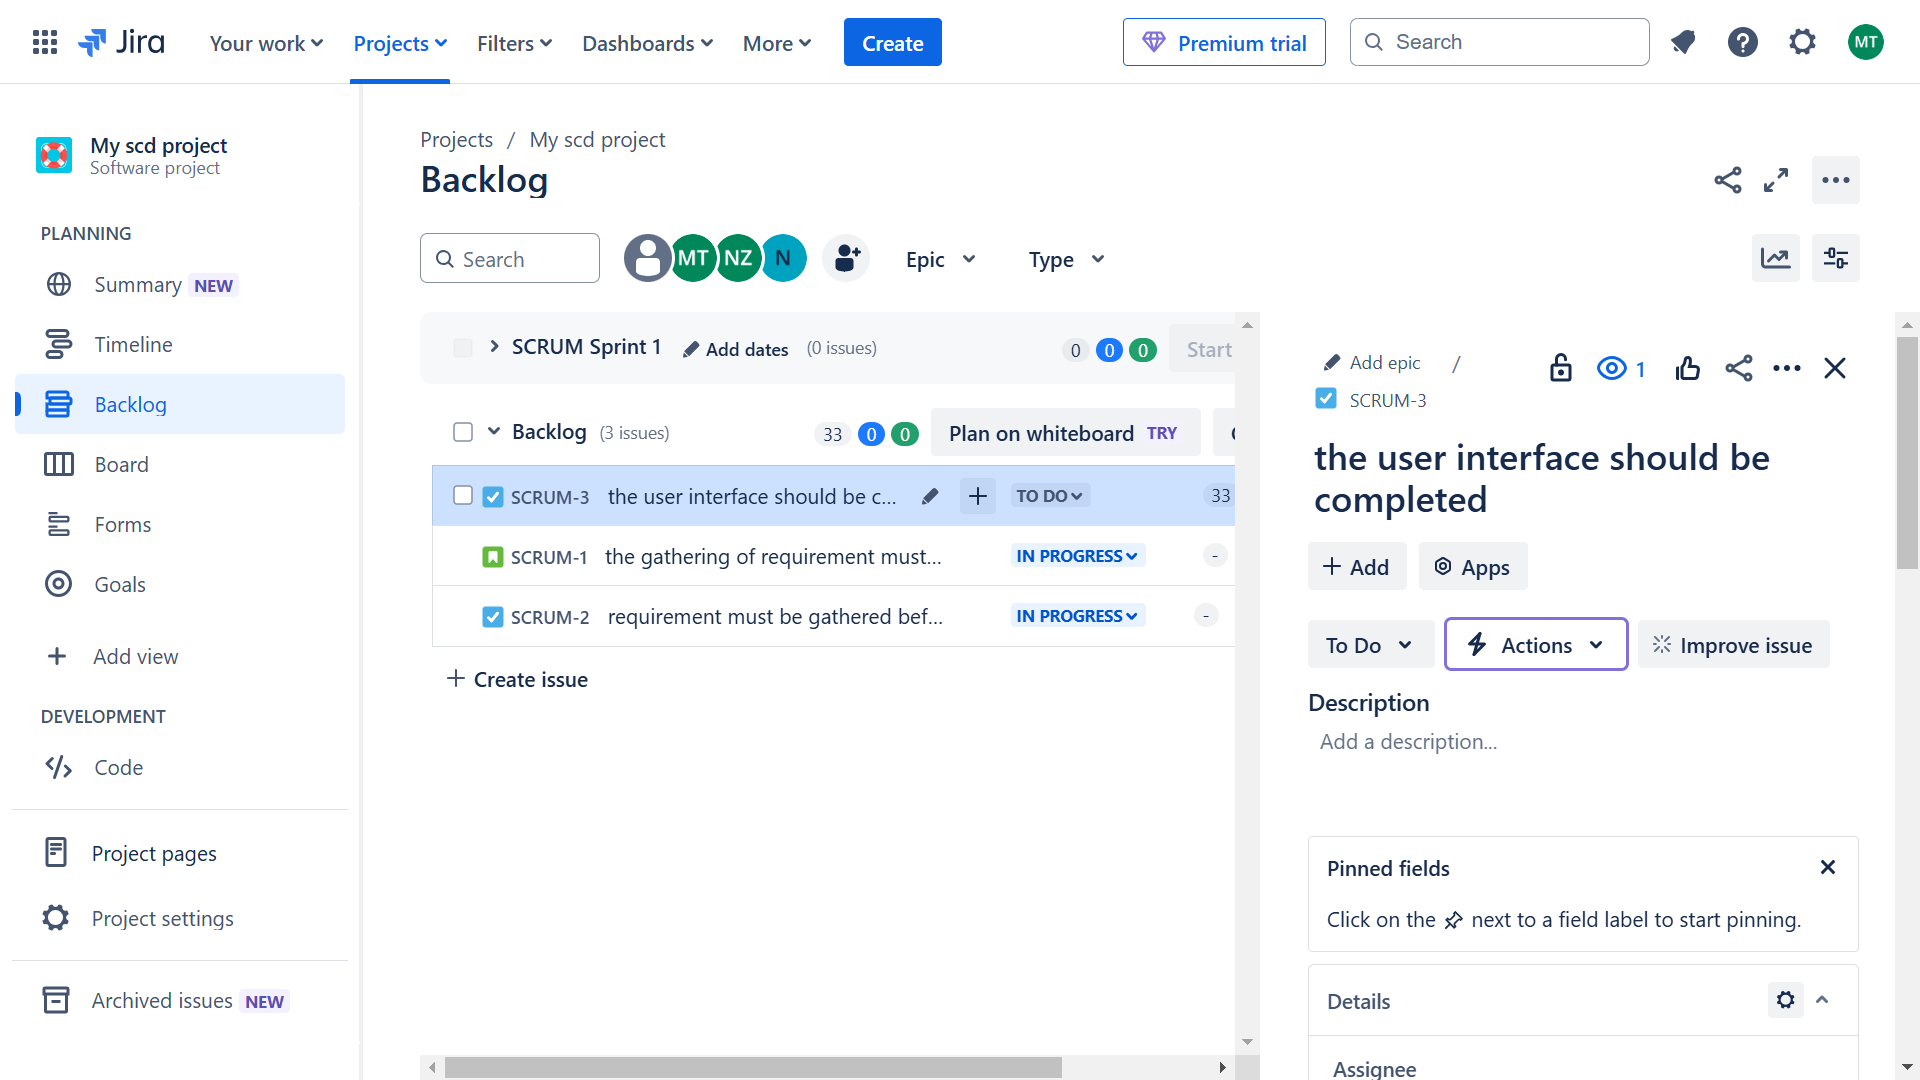 Jira
Your work
Projects
Filters
Dashboards
More
Create
Premium trial
Search
MT
My scd project
Software project
PLANNING
Summary NEW
Timeline
Backlog
Board
Forms
Goals
Add view
DEVELOPMENT
Code
Project pages
Project settings
Archived issues NEW
Projects / My scd project
Backlog
Search
MT
NZ
N
Epic
Type
SCRUM Sprint 1 Add dates (0 issues)
0 0 0 Start
Backlog (3 issues)
33 0 0 Plan on whiteboard TRY
SCRUM-3 the user interface should be c... TO DO 33
SCRUM-1 the gathering of requirement must... IN PROGRESS -
SCRUM-2 requirement must be gathered bef... IN PROGRESS -
+ Create issue
Add epic /
1
SCRUM-3
the user interface should be
completed
+ Add
Apps
To Do
Actions
Improve issue
Description
Add a description...
Pinned fields
Click on the next to a field label to start pinning.
Details
Assignee